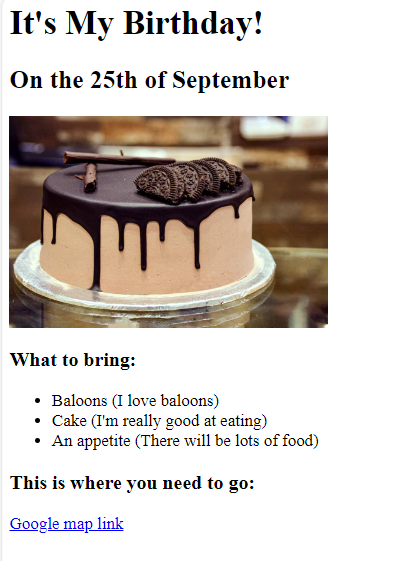 It's My Birthday!
On the 25th of September
What to bring:
Baloons (I love baloons)
Cake (I'm really good at eating)
An appetite (There will be lots of food)
This is where you need to go:
Google map link